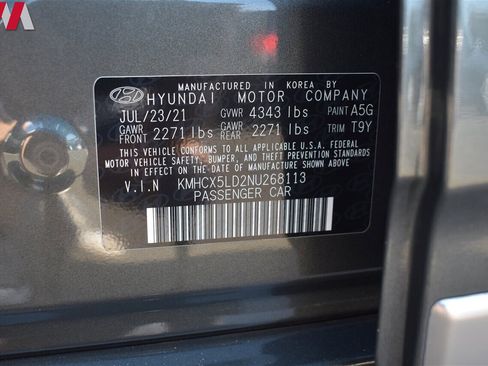 MANUFACTURED IN KOREA BY
HYUNDAI MOTOR COMPANY
JUL/23/21 GVWR 4343 lbs PAINT A5G
GAWR FRONT 2271 lbs GAWR REAR 2271 lbs TRIM T9Y
THIS VEHICLE CONFORMS TO ALL APPLICABLE U.S.A FEDERAL
MOTOR VEHICLE SAFETY, BUMPER, AND THEFT PREVENTION STANDARDS
IN EFFECT ON THE DATE OF MANUFACTURE SHOWN ABOVE.
V.I.N KMHCX5LD2NU268113
PASSENGER CAR